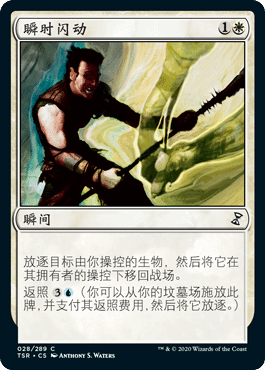 瞬时闪动 1
瞬间
放逐目标由你操控的生物，然后将它在
其拥有者的操控下移回战场。
返照 3（你可以从你的坟墓场施放此
牌，并支付其返照费用，然后将它放逐。）
028/289 C
TSR • CS Anthony S. Waters
™ & © 2020 Wizards of the Coast